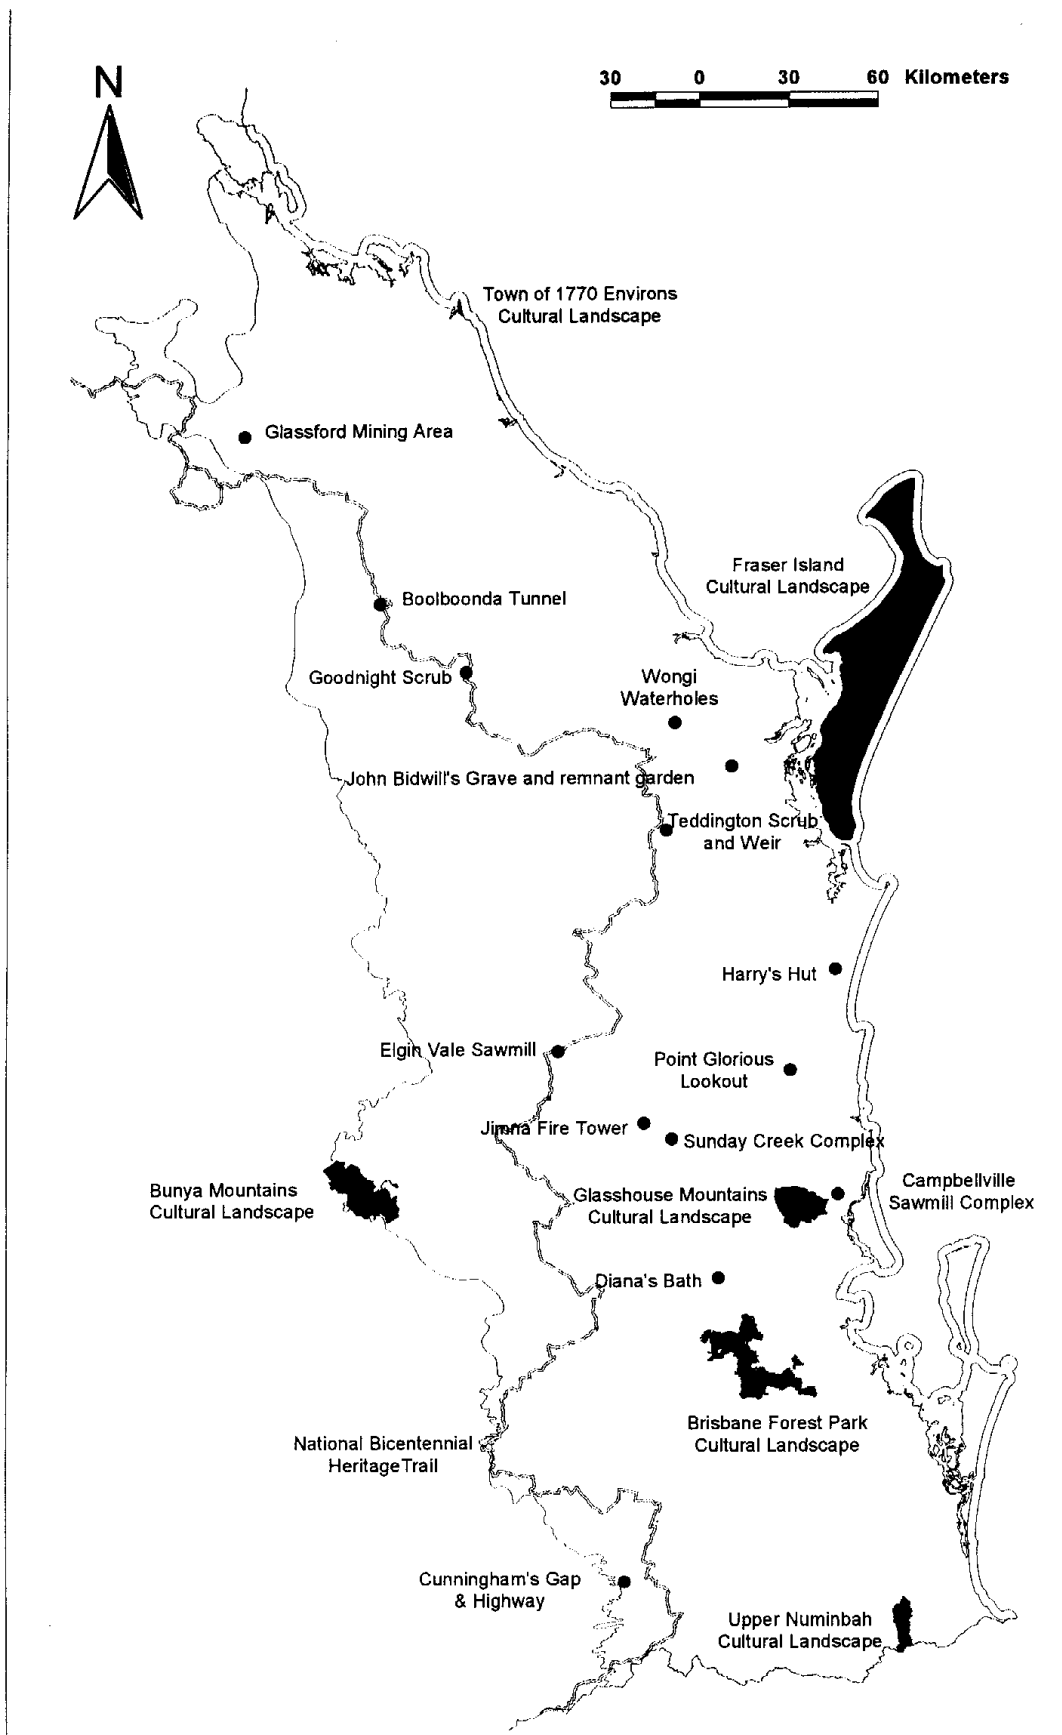 N
30 0 30 60 Kilometers
Town of 1770 Environs
Cultural Landscape
Glassford Mining Area
Fraser Island
Cultural Landscape
Boolboonda Tunnel
Goodnight Scrub
Wongi
Waterholes
John Bidwill's Grave and remnant garden
Teddington Scrub
and Weir
Harry's Hut
Elgin Vale Sawmill
Point Glorious
Lookout
Jimna Fire Tower
Sunday Creek Complex
Bunya Mountains
Cultural Landscape
Glasshouse Mountains
Cultural Landscape
Campbellville
Sawmill Complex
Diana's Bath
Brisbane Forest Park
Cultural Landscape
National Bicentennial
HeritageTrail
Cunningham's Gap
& Highway
Upper Numinbah
Cultural Landscape